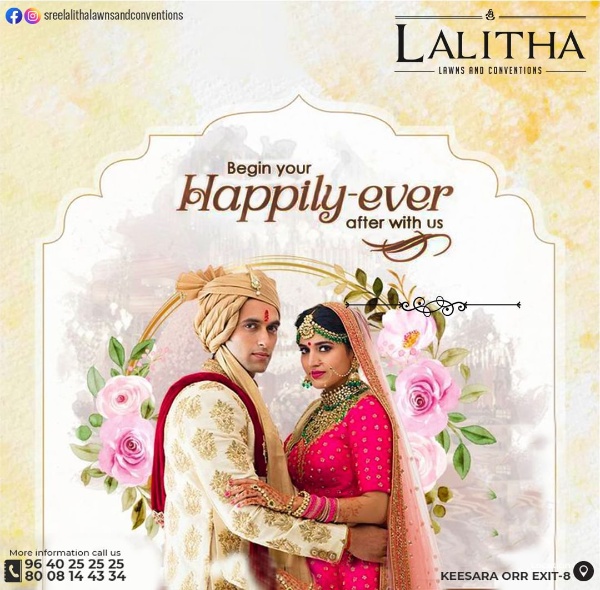 sreelalithalawnsandconventions
LALITHA
LAWNS AND CONVENTIONS
Begin your
Happily-ever
after with us
More information call us
96 40 25 25 25
80 08 14 43 34
KEESARA ORR EXIT-8